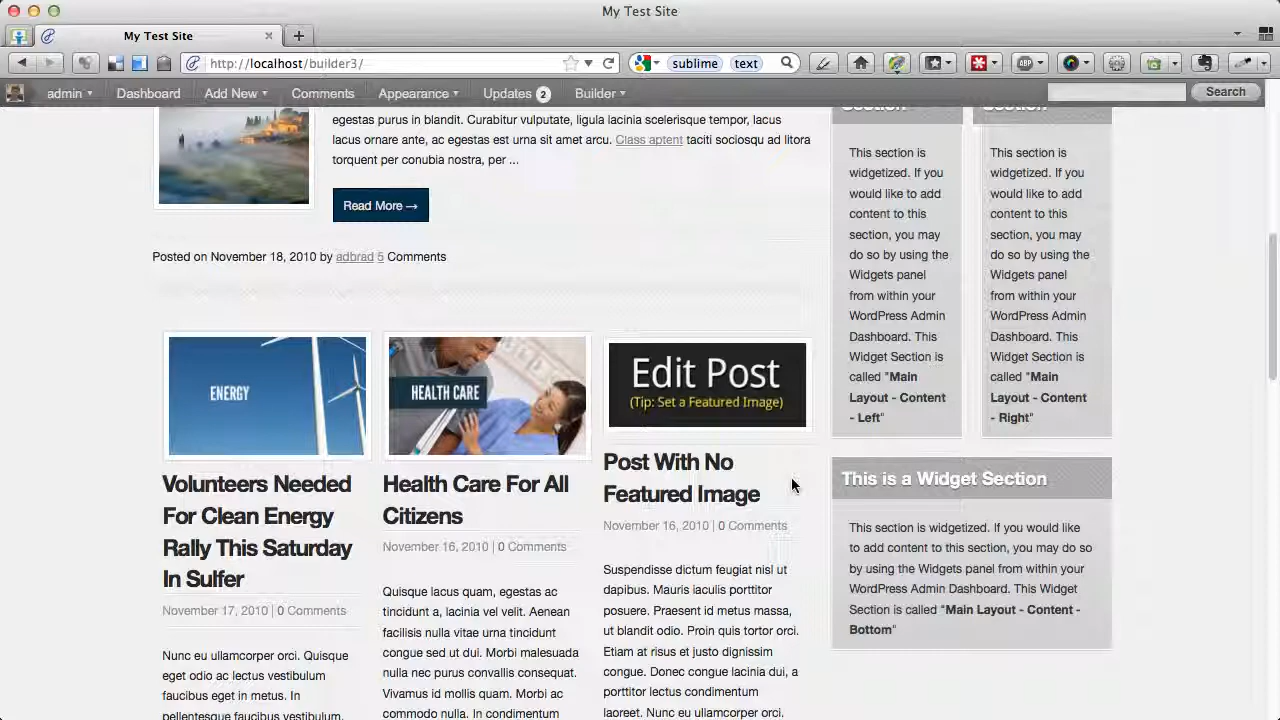 My Test Site
My Test Site
http://localhost/builder3/
sublime text
ABP
admin
Dashboard
Add New
Comments
Appearance
Updates 2
Builder
Search
egestas purus in blandit. Curabitur vulputate, ligula lacinia scelerisque tempor, lacus
lacus ornare ante, ac egestas est urna sit amet arcu. Class aptent taciti sociosqu ad litora
torquent per conubia nostra, per ...
Read More →
Posted on November 18, 2010 by adbrad 5 Comments
ENERGY
Volunteers Needed
For Clean Energy
Rally This Saturday
In Sulfer
November 17, 2010 | 0 Comments
Nunc eu ullamcorper orci. Quisque
eget odio ac lectus vestibulum
faucibus eget in metus. In
pellentesque faucibus vestibulum.
HEALTH CARE
Health Care For All
Citizens
November 16, 2010 | 0 Comments
Quisque lacus quam, egestas ac
tincidunt a, lacinia vel velit. Aenean
facilisis nulla vitae urna tincidunt
congue sed ut dui. Morbi malesuada
nulla nec purus convallis consequat.
Vivamus id mollis quam. Morbi ac
commodo nulla. In condimentum
Edit Post
(Tip: Set a Featured Image)
Post With No
Featured Image
November 16, 2010 | 0 Comments
Suspendisse dictum feugiat nisl ut
dapibus. Mauris iaculis porttitor
posuere. Praesent id metus massa,
ut blandit odio. Proin quis tortor orci.
Etiam at risus et justo dignissim
congue. Donec congue lacinia dui, a
porttitor lectus condimentum
laoreet. Nunc eu ullamcorper orci.
Section
This section is
widgetized. If you
would like to add
content to this
section, you may
do so by using the
Widgets panel
from within your
WordPress Admin
Dashboard. This
Widget Section is
called "Main
Layout - Content
- Left"
Section
This section is
widgetized. If you
would like to add
content to this
section, you may
do so by using the
Widgets panel
from within your
WordPress Admin
Dashboard. This
Widget Section is
called "Main
Layout - Content
- Right"
This is a Widget Section
This section is widgetized. If you would like
to add content to this section, you may do so
by using the Widgets panel from within your
WordPress Admin Dashboard. This Widget
Section is called "Main Layout - Content -
Bottom"